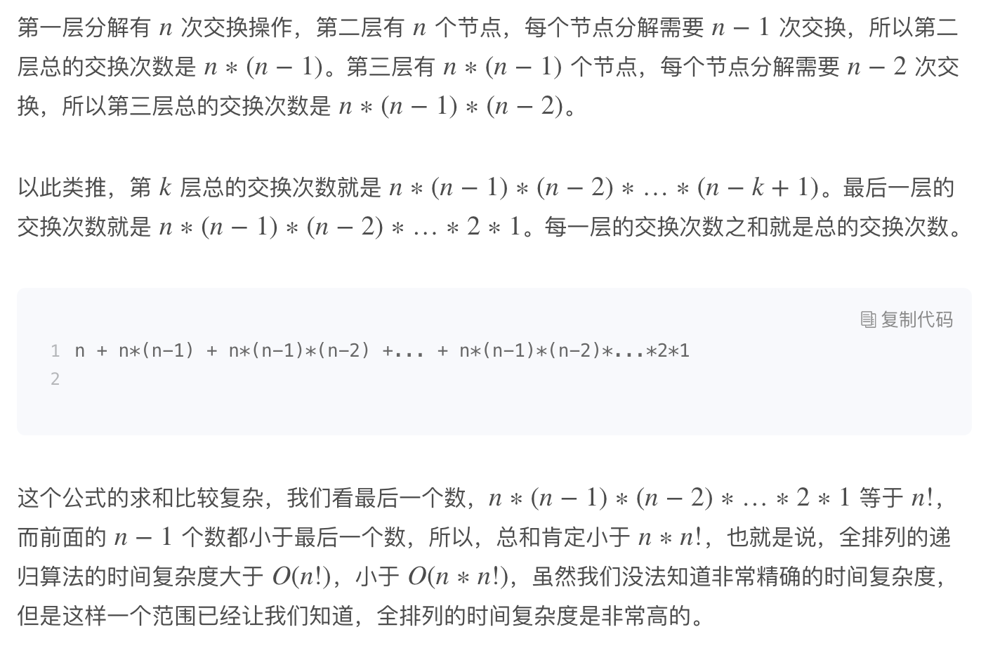 第一层分解有 n 次交换操作，第二层有 n 个节点，每个节点分解需要 n − 1 次交换，所以第二
层总的交换次数是 n ∗ (n − 1)。第三层有 n ∗ (n − 1) 个节点，每个节点分解需要 n − 2 次交
换，所以第三层总的交换次数是 n ∗ (n − 1) ∗ (n − 2)。
以此类推，第 k 层总的交换次数就是 n ∗ (n − 1) ∗ (n − 2) ∗ … ∗ (n − k + 1)。最后一层的
交换次数就是 n ∗ (n − 1) ∗ (n − 2) ∗ … ∗ 2 ∗ 1。每一层的交换次数之和就是总的交换次数。
复制代码
1 n + n*(n-1) + n*(n-1)*(n-2) +... + n*(n-1)*(n-2)*...*2*1
2
这个公式的求和比较复杂，我们看最后一个数，n ∗ (n − 1) ∗ (n − 2) ∗ … ∗ 2 ∗ 1 等于 n!，
而前面的 n − 1 个数都小于最后一个数，所以，总和肯定小于 n ∗ n!，也就是说，全排列的递
归算法的时间复杂度大于 O(n!)，小于 O(n ∗ n!)，虽然我们没法知道非常精确的时间复杂度，
但是这样一个范围已经让我们知道，全排列的时间复杂度是非常高的。